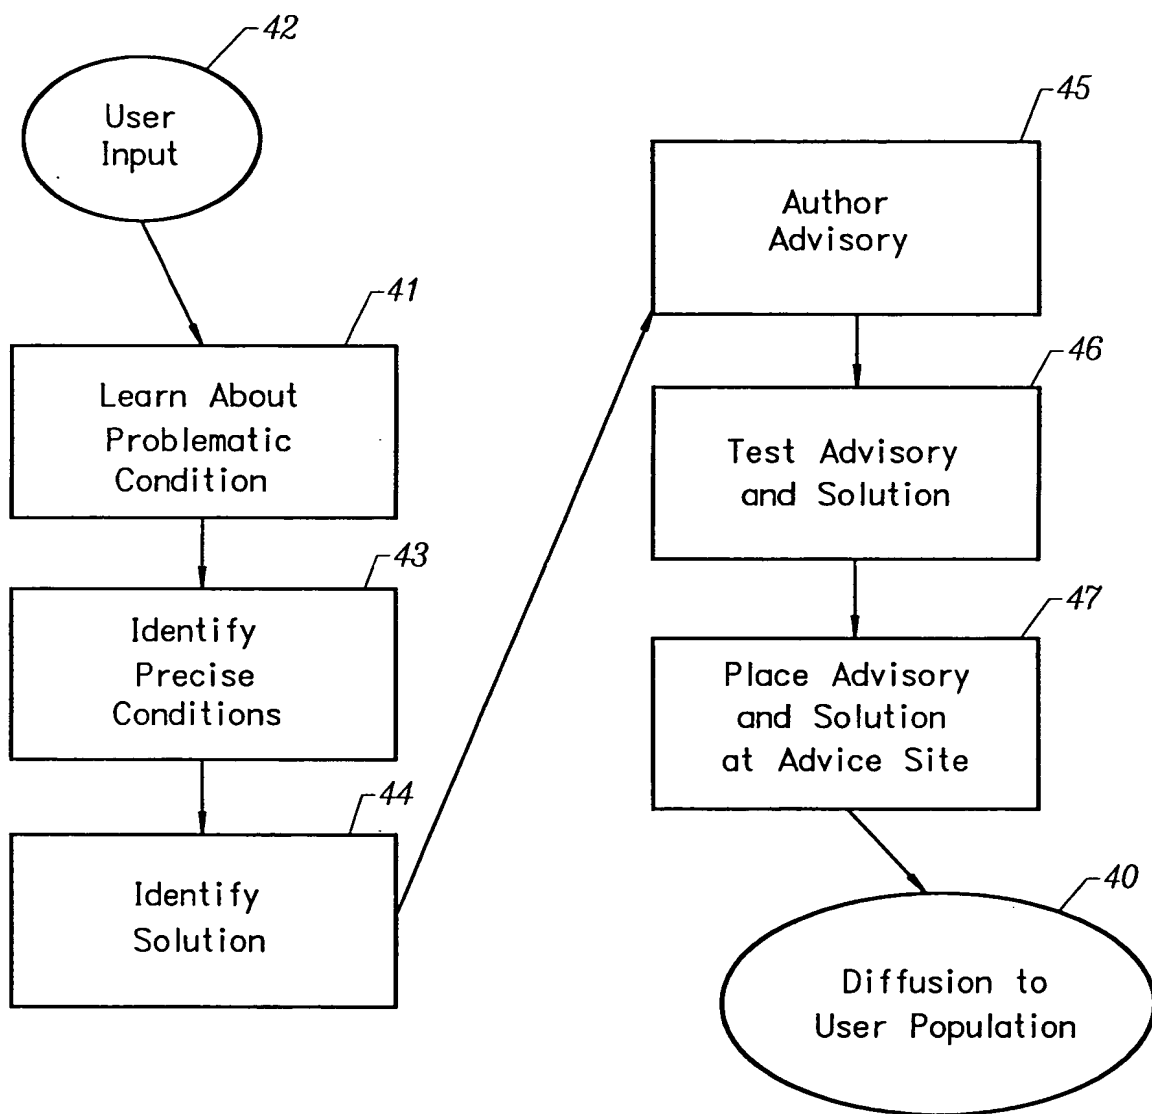 42
User
Input
41
Learn About
Problematic
Condition
43
Identify
Precise
Conditions
44
Identify
Solution
45
Author
Advisory
46
Test Advisory
and Solution
47
Place Advisory
and Solution
at Advice Site
40
Diffusion to
User Population